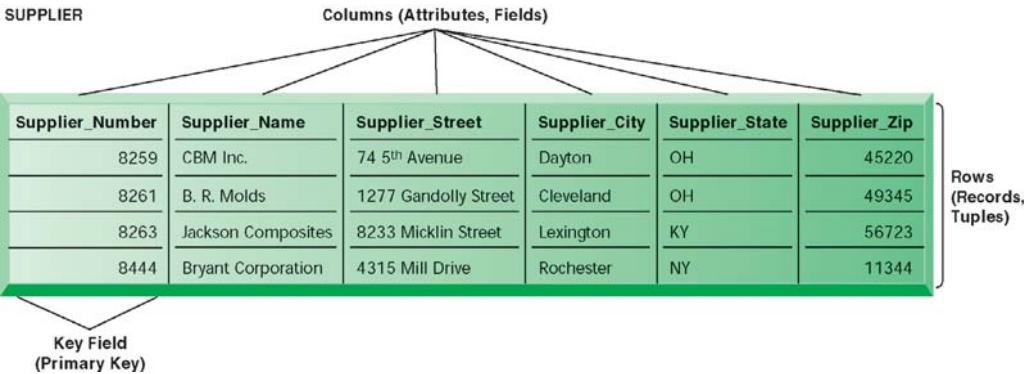 SUPPLIER
Columns (Attributes, Fields)
Supplier_Number Supplier_Name Supplier_Street Supplier_City Supplier_State Supplier_Zip
8259 CBM Inc. 74 5th Avenue Dayton OH 45220
8261 B. R. Molds 1277 Gandolly Street Cleveland OH 49345
8263 Jackson Composites 8233 Micklin Street Lexington KY 56723
8444 Bryant Corporation 4315 Mill Drive Rochester NY 11344
Rows
(Records,
Tuples)
Key Field
(Primary Key)